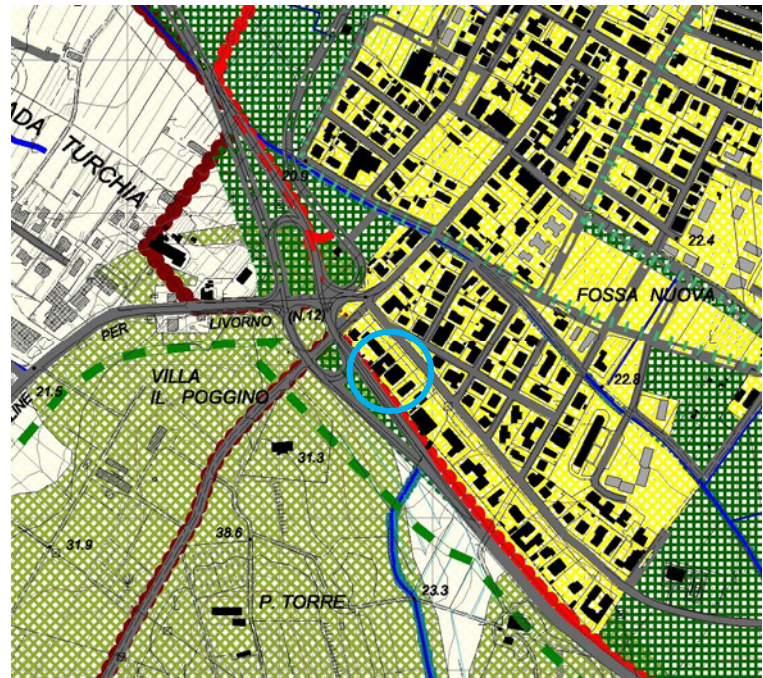 ADA TURCHIA
20.9
22.4
FOSSA NUOVA
PER
LIVORNO
(N.12)
22.8
LINE
21.5
VILLA
IL POGGINO
31.3
31.9
38.6
P. TORRE
23.3